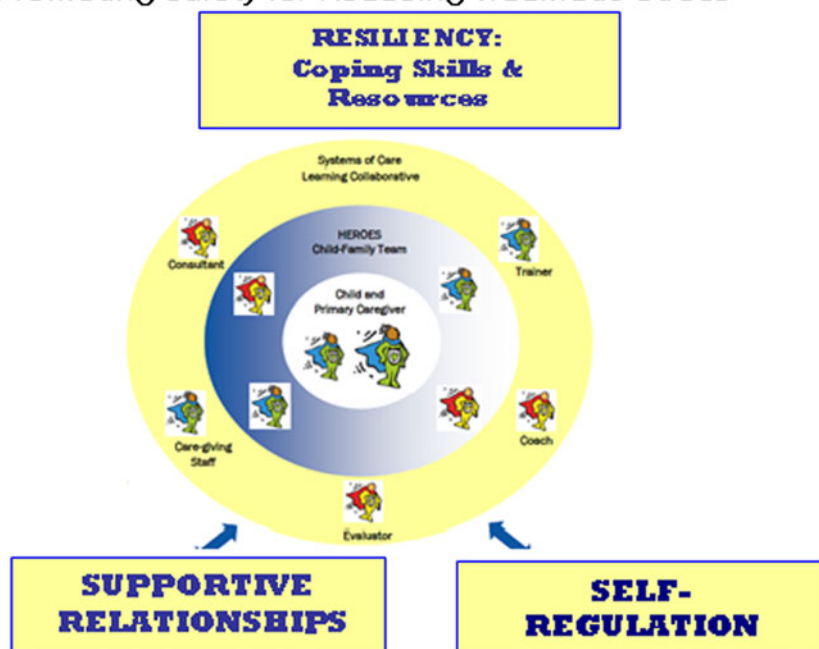 RESILIENCY:
Coping Skills &
Resources
Systems of Care
Learning Collaborative
HEROES
Child-Family Team
Consultant
Trainer
Child and
Primary Caregiver
Care-giving
Staff
Coach
Evaluator
SUPPORTIVE
RELATIONSHIPS
SELF-
REGULATION